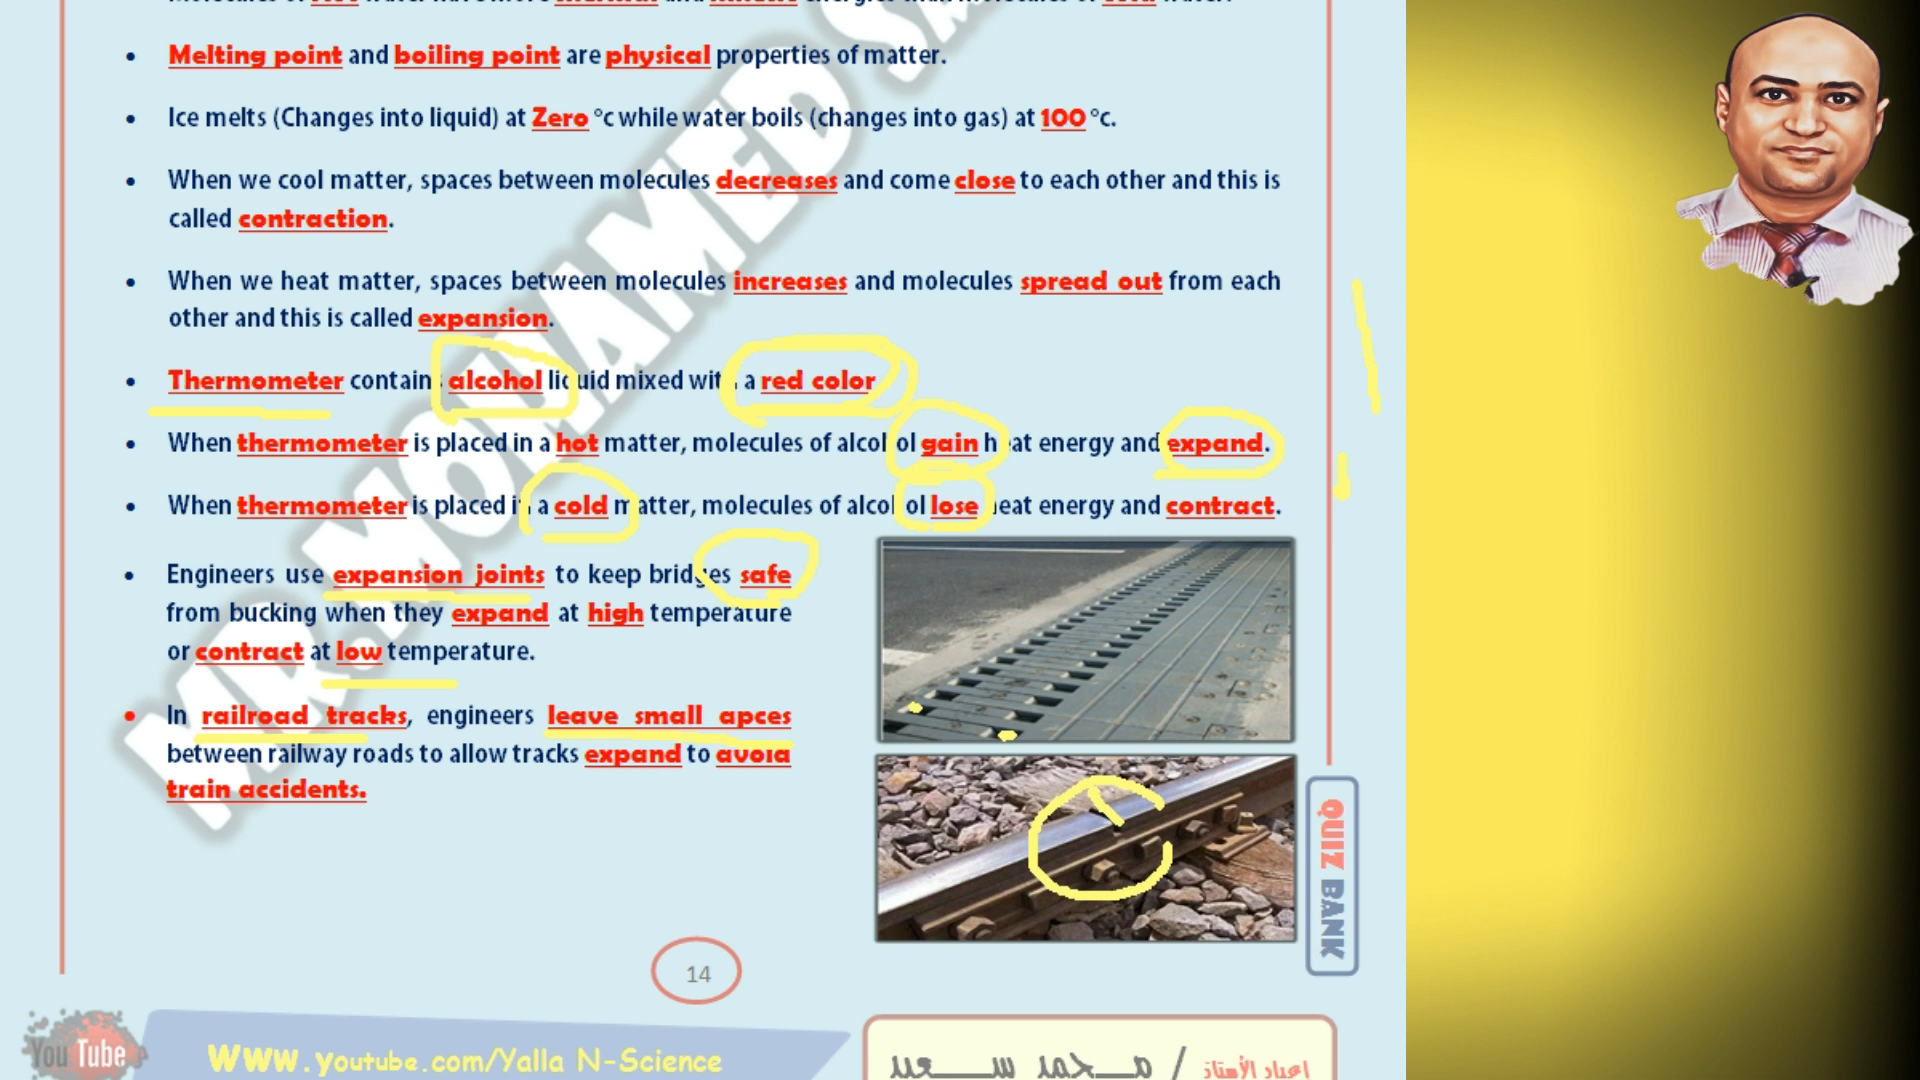 Melting point and boiling point are physical properties of matter.
Ice melts (Changes into liquid) at Zero °c while water boils (changes into gas) at 100 °c.
When we cool matter, spaces between molecules decreases and come close to each other and this is
called contraction.
When we heat matter, spaces between molecules increases and molecules spread out from each
other and this is called expansion.
Thermometer contain alcohol liquid mixed with a red color
When thermometer is placed in a hot matter, molecules of alcohol gain heat energy and expand.
When thermometer is placed in a cold matter, molecules of alcohol lose heat energy and contract.
Engineers use expansion joints to keep bridges safe
from bucking when they expand at high temperature
or contract at low temperature.
In railroad tracks, engineers leave small apces
between railway roads to allow tracks expand to avoid
train accidents.
MR.MOHAMED
QUIZ BANK
14
YouTube
WWW.Youtube.com/Yalla N-Science
اعداد الأستاذ / محمد سعيد